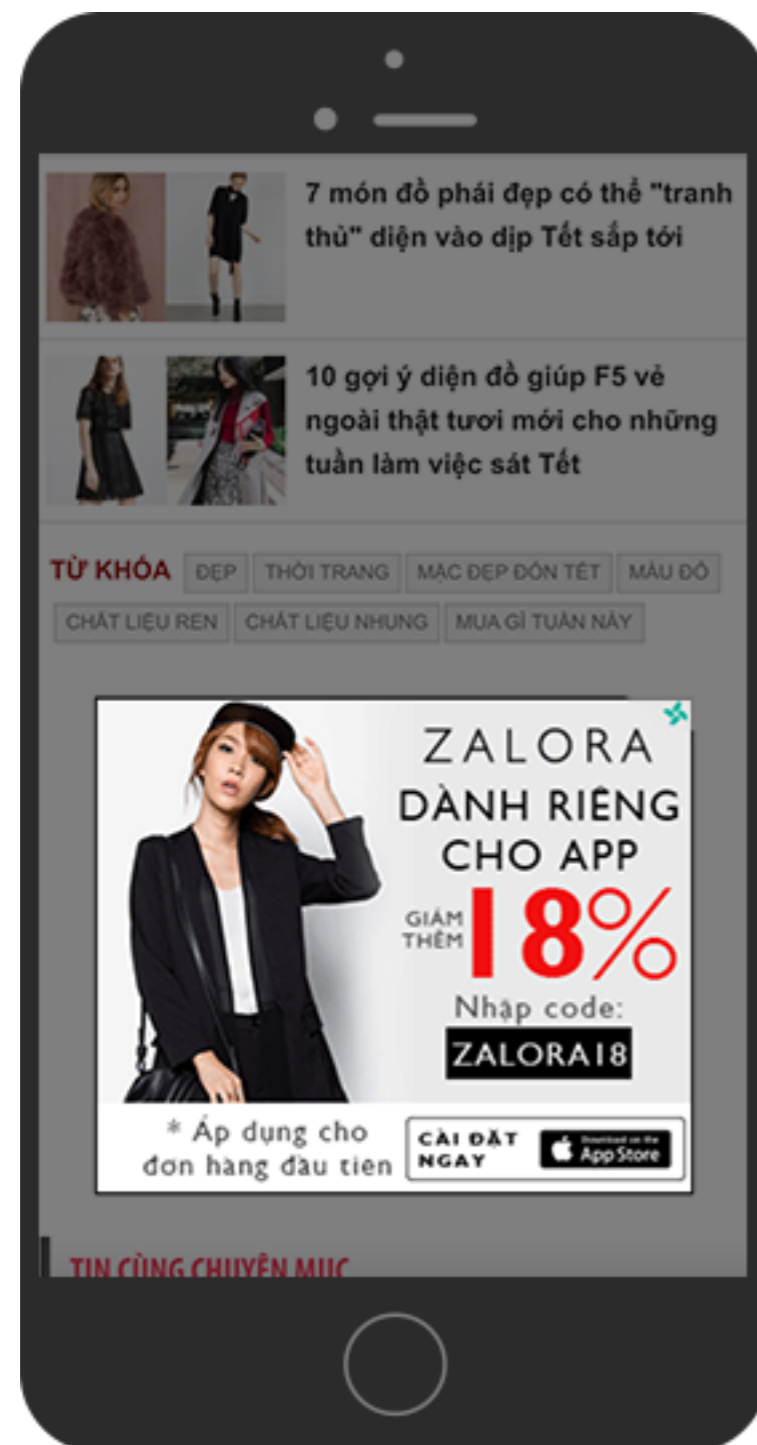 7 món đồ phái đẹp có thể "tranh
thủ" diện vào dịp Tết sắp tới
10 gợi ý diện đồ giúp F5 vẻ
ngoài thật tươi mới cho những
tuần làm việc sát Tết
TỪ KHÓA ĐẸP THỜI TRANG MẶC ĐẸP ĐÓN TẾT MÀU ĐỎ
CHẤT LIỆU REN CHẤT LIỆU NHUNG MUA GÌ TUẦN NÀY
ZALORA
DÀNH RIÊNG
CHO APP
GIẢM
THÊM
18%
Nhập code:
ZALORA18
* Áp dụng cho
đơn hàng đầu tiên
CÀI ĐẶT
NGAY
Download on the
App Store
TIN CÙNG CHUYÊN MỤC